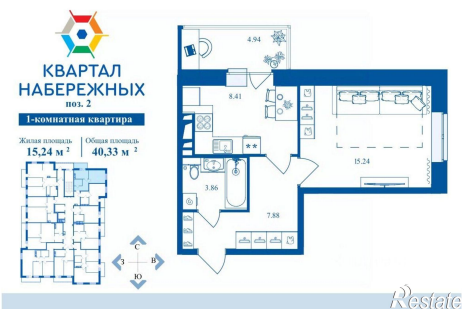 КВАРТАЛ
НАБЕРЕЖНЫХ
поз. 2
1-комнатная квартира
Жилая площадь Общая площадь
15,24 м² 40,33 м²
4.94
8.41
15.24
3.86
7.88
С
З В
Ю
Restate